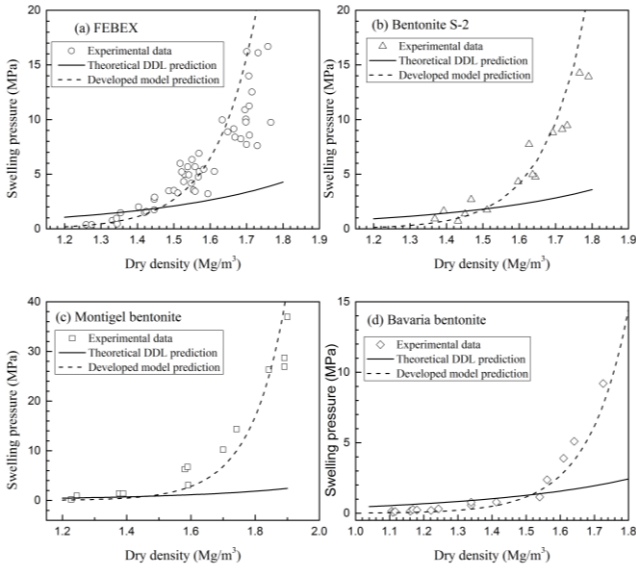 (a) FEBEX
Experimental data
Theoretical DDL prediction
Developed model prediction
Swelling pressure (MPa)
20
15
10
5
0
1.2 1.3 1.4 1.5 1.6 1.7 1.8 1.9
Dry density (Mg/m³)
(b) Bentonite S-2
Experimental data
Theoretical DDL prediction
Developed model prediction
Swelling pressure (MPa)
20
15
10
5
0
1.2 1.3 1.4 1.5 1.6 1.7 1.8 1.9
Dry density (Mg/m³)
(c) Montigel bentonite
Experimental data
Theoretical DDL prediction
Developed model prediction
Swelling pressure (MPa)
40
30
20
10
0
1.2 1.4 1.6 1.8 2.0
Dry density (Mg/m³)
(d) Bavaria bentonite
Experimental data
Theoretical DDL prediction
Developed model prediction
Swelling pressure (MPa)
15
10
5
0
1.0 1.1 1.2 1.3 1.4 1.5 1.6 1.7 1.8
Dry density (Mg/m³)